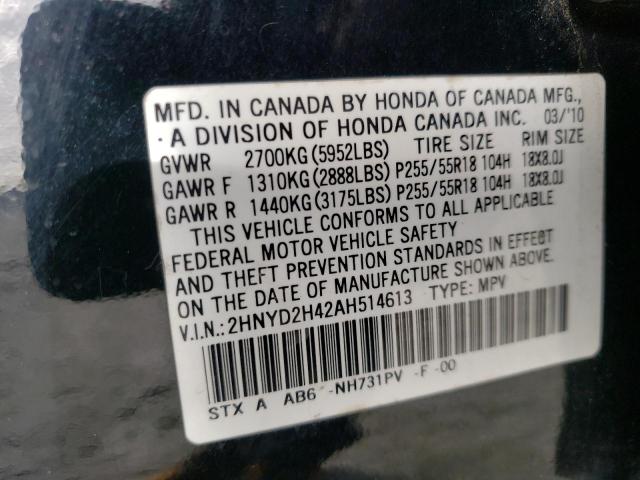 MFD. IN CANADA BY HONDA OF CANADA MFG.,
A DIVISION OF HONDA CANADA INC. 03/'10
GVWR 2700KG(5952LBS) TIRE SIZE RIM SIZE
GAWR F 1310KG(2888LBS) P255/55R18 104H 18X8.0J
GAWR R 1440KG(3175LBS) P255/55R18 104H 18X8.0J
THIS VEHICLE CONFORMS TO ALL APPLICABLE
FEDERAL MOTOR VEHICLE SAFETY
AND THEFT PREVENTION STANDARDS IN EFFECT
ON THE DATE OF MANUFACTURE SHOWN ABOVE.
V.I.N.:2HNYD2H42AH514613 TYPE: MPV
STX A AB6 -NH731PV -F -00